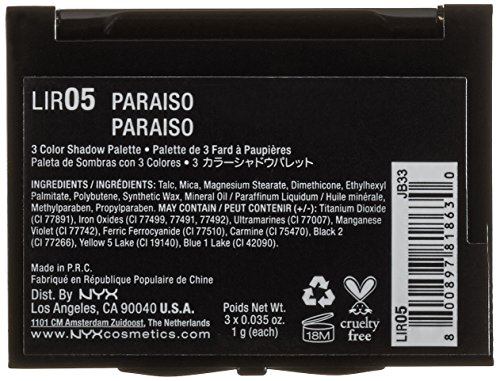 LIR05 PARAISO
PARAISO
3 Color Shadow Palette • Palette de 3 Fard à Paupières
Paleta de Sombras con 3 Colores • 3 カラーシャドウパレット
INGREDIENTS / INGRÉDIENTS: Talc, Mica, Magnesium Stearate, Dimethicone, Ethylhexyl
Palmitate, Polybutene, Synthetic Wax, Mineral Oil / Paraffinum Liquidum / Huile minérale,
Methylparaben, Propylparaben. MAY CONTAIN / PEUT CONTENIR (+/-): Titanium Dioxide
(CI 77891), Iron Oxides (CI 77499, 77491, 77492), Ultramarines (CI 77007), Manganese
Violet (CI 77742), Ferric Ferrocyanide (CI 77510), Carmine (CI 75470), Black 2
(CI 77266), Yellow 5 Lake (CI 19140), Blue 1 Lake (CI 42090).
Made in P.R.C.
Fabriqué en République Populaire de Chine
Dist. By NYX
Los Angeles, CA 90040 U.S.A.
1101 CM Amsterdam Zuidoost, The Netherlands
www.NYXcosmetics.com
Poids Net Wt.
3 x 0.035 oz.
1 g (each)
18M
cruelty
free
JB33
8 00897 81863 0
LIR05